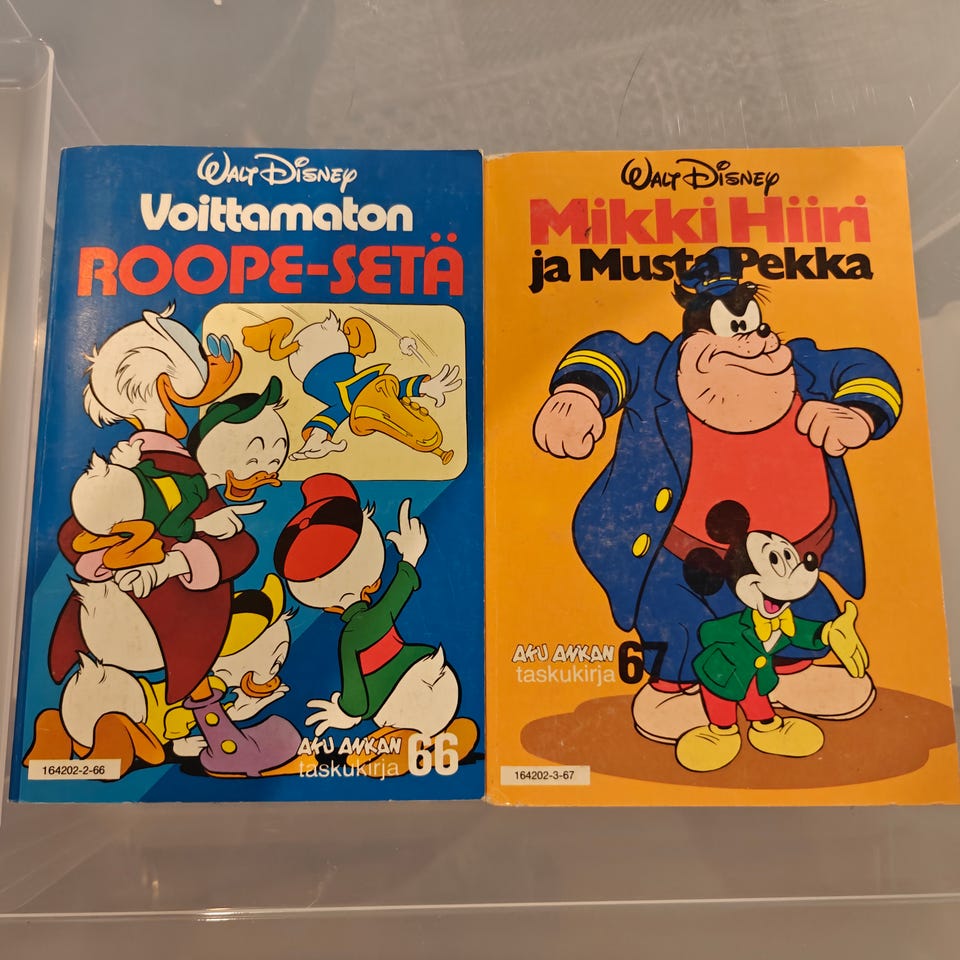 Walt Disney
Voittamaton
ROOPE-SETÄ
AKU ANKAN
taskukirja 66
164202-2-66
Walt Disney
Mikki Hiiri
ja Musta Pekka
AKU ANKAN
taskukirja 67
164202-3-67